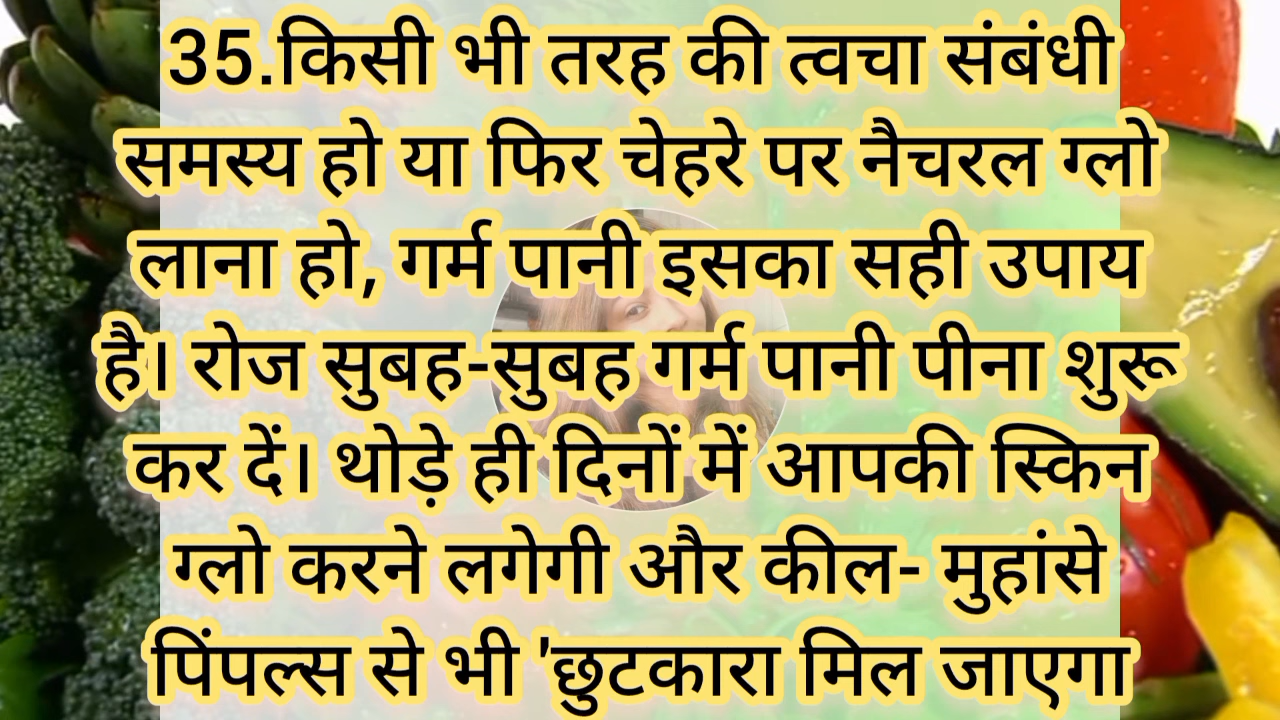 35.किसी भी तरह की त्वचा संबंधी
समस्य हो या फिर चेहरे पर नैचरल ग्लो
लाना हो, गर्म पानी इसका सही उपाय
है। रोज सुबह-सुबह गर्म पानी पीना शुरू
कर दें। थोड़े ही दिनों में आपकी स्किन
ग्लो करने लगेगी और कील- मुहांसे
पिंपल्स से भी 'छुटकारा मिल जाएगा